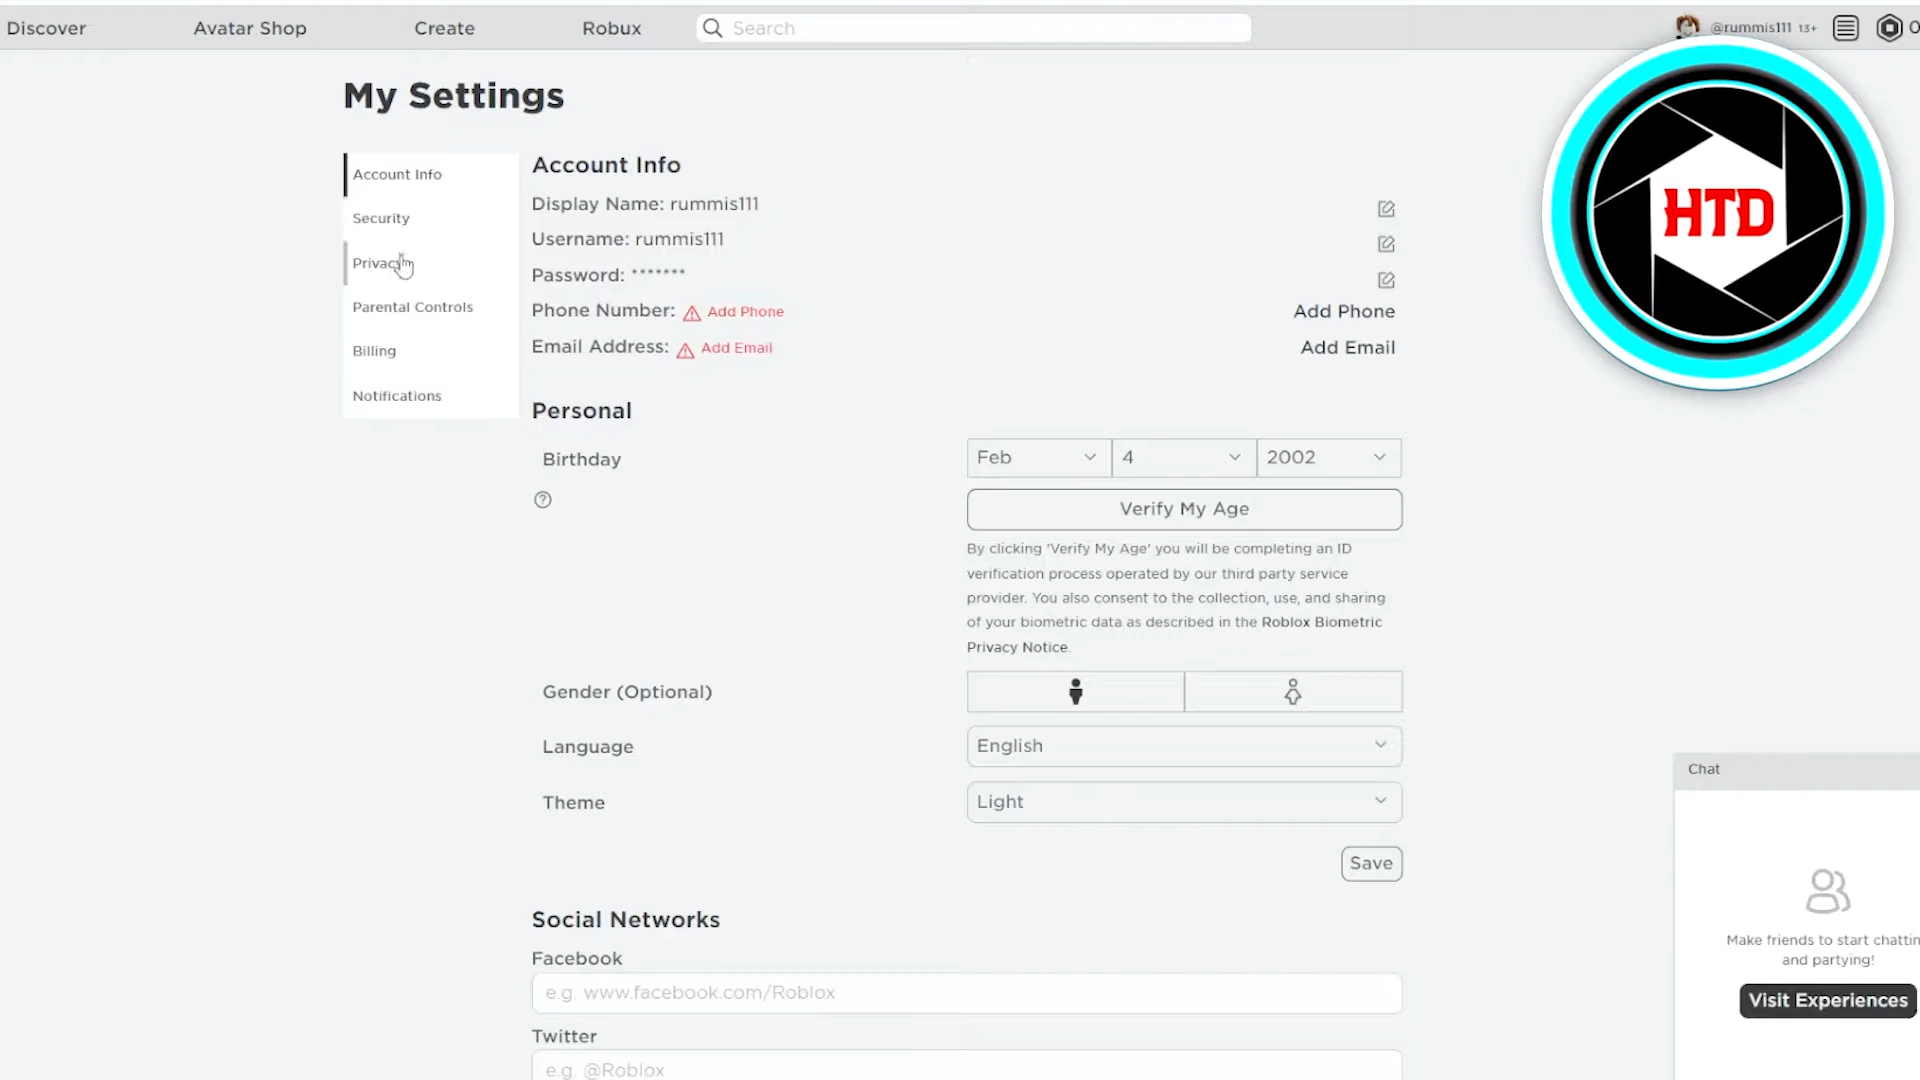 Discover
Avatar Shop
Create
Robux
Search
@rummis111 13+
My Settings
HTD
Account Info
Security
Privacy
Parental Controls
Billing
Notifications
Account Info
Display Name: rummis111
Username: rummis111
Password: *******
Phone Number: Add Phone
Add Phone
Email Address: Add Email
Add Email
Personal
Birthday
Feb
4
2002
Verify My Age
By clicking 'Verify My Age' you will be completing an ID
verification process operated by our third party service
provider. You also consent to the collection, use, and sharing
of your biometric data as described in the Roblox Biometric
Privacy Notice.
Gender (Optional)
Language
English
Theme
Light
Save
Social Networks
Facebook
e.g. www.facebook.com/Roblox
Twitter
e.g. @Roblox
Chat
Make friends to start chattin
and partying!
Visit Experiences